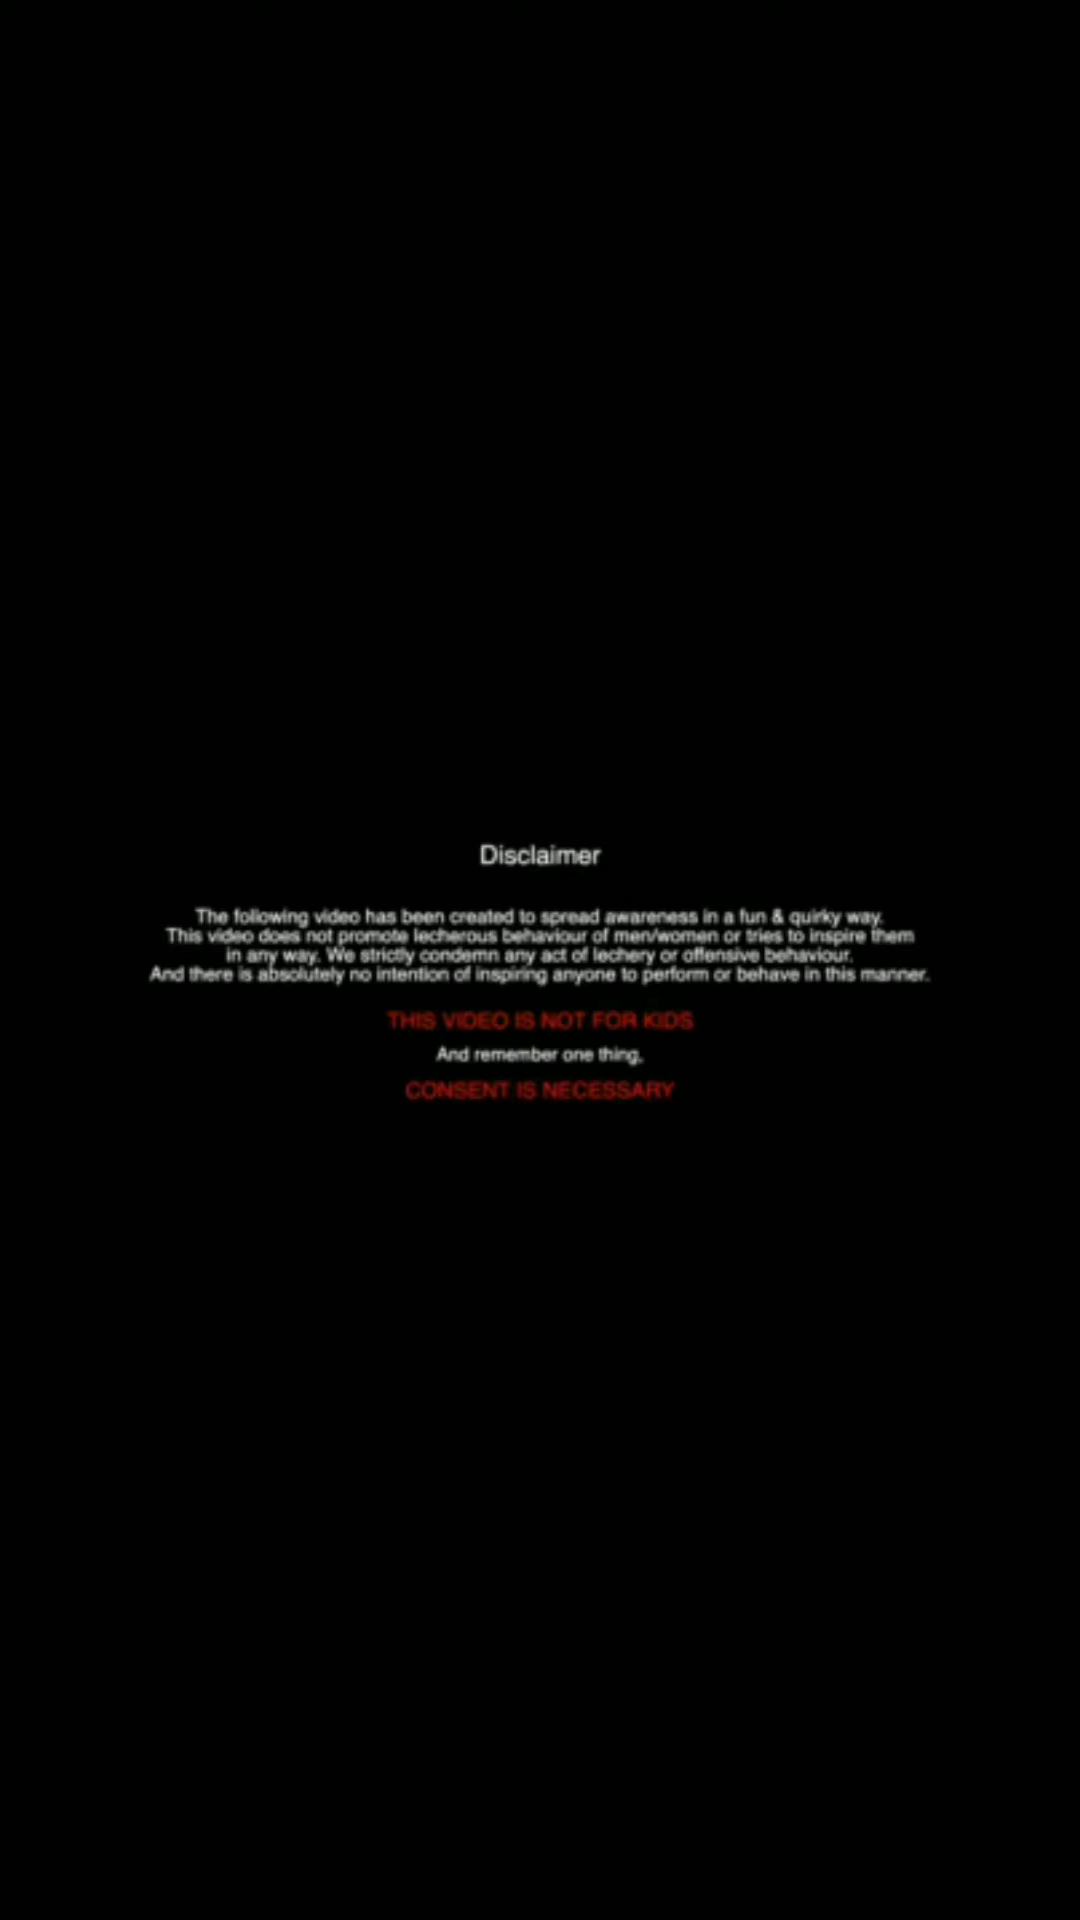 Disclaimer
The following video has been created to spread awareness in a fun & quirky way.
This video does not promote lecherous behaviour of men/women or tries to inspire them
in any way. We strictly condemn any act of lechery or offensive behaviour.
And there is absolutely no intention of inspiring anyone to perform or behave in this manner.
THIS VIDEO IS NOT FOR KIDS
And remember one thing,
CONSENT IS NECESSARY